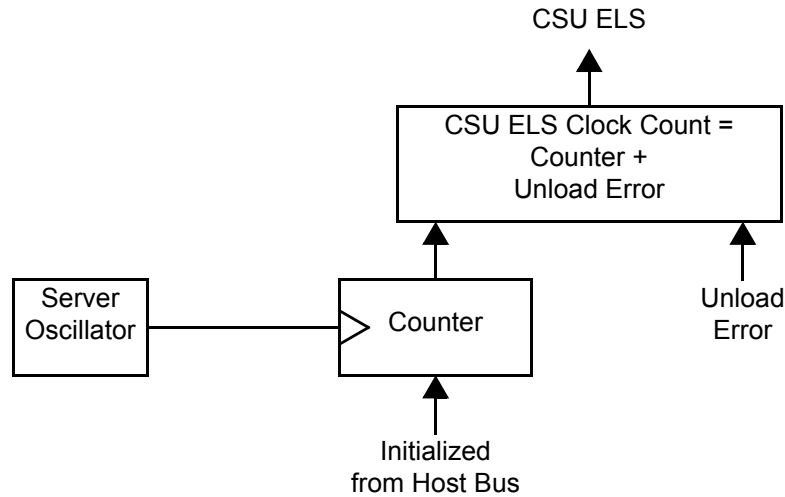 CSU ELS
CSU ELS Clock Count =
Counter +
Unload Error
Server
Oscillator
Counter
Unload
Error
Initialized
from Host Bus